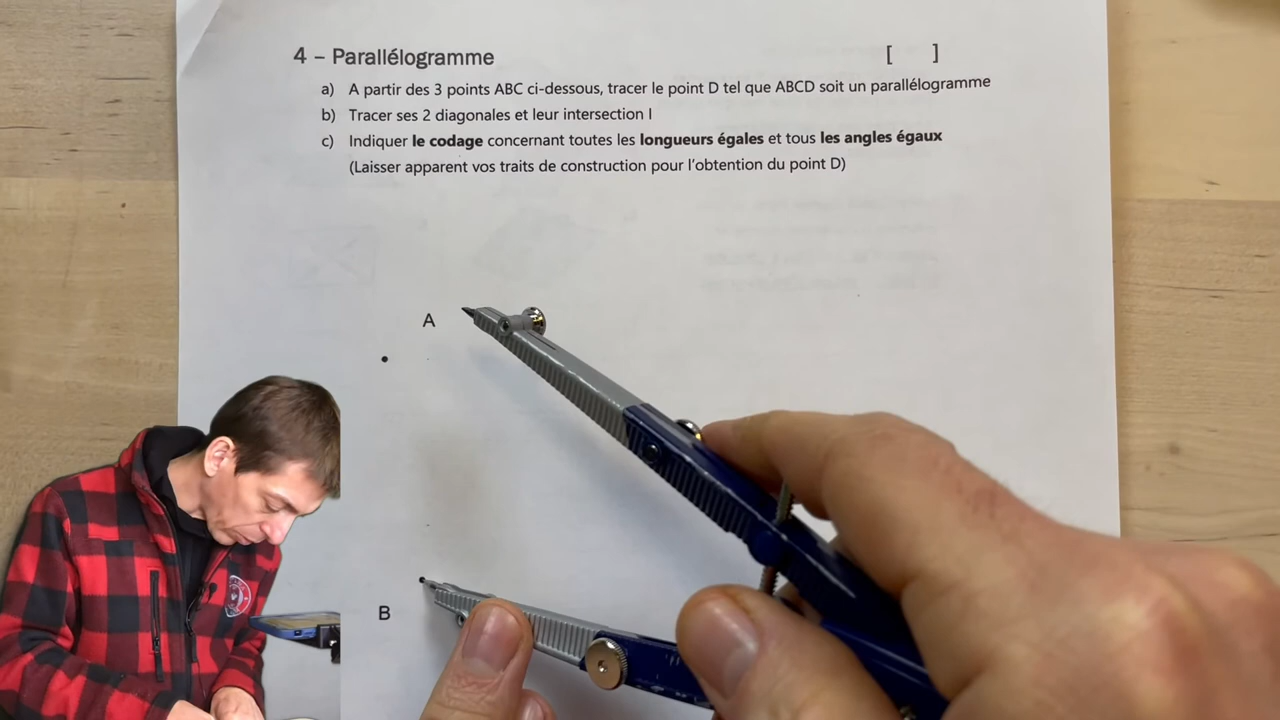 4 – Parallélogramme [ ]
a) A partir des 3 points ABC ci-dessous, tracer le point D tel que ABCD soit un parallélogramme
b) Tracer ses 2 diagonales et leur intersection I
c) Indiquer le codage concernant toutes les longueurs égales et tous les angles égaux
(Laisser apparent vos traits de construction pour l'obtention du point D)
A
B